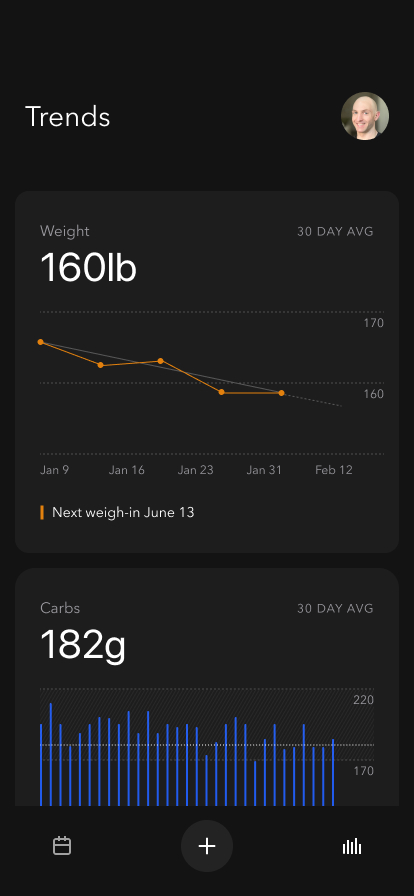 Trends
Weight
30 DAY AVG
160lb
170
160
Jan 9 Jan 16 Jan 23 Jan 31 Feb 12
Next weigh-in June 13
Carbs
30 DAY AVG
182g
220
170